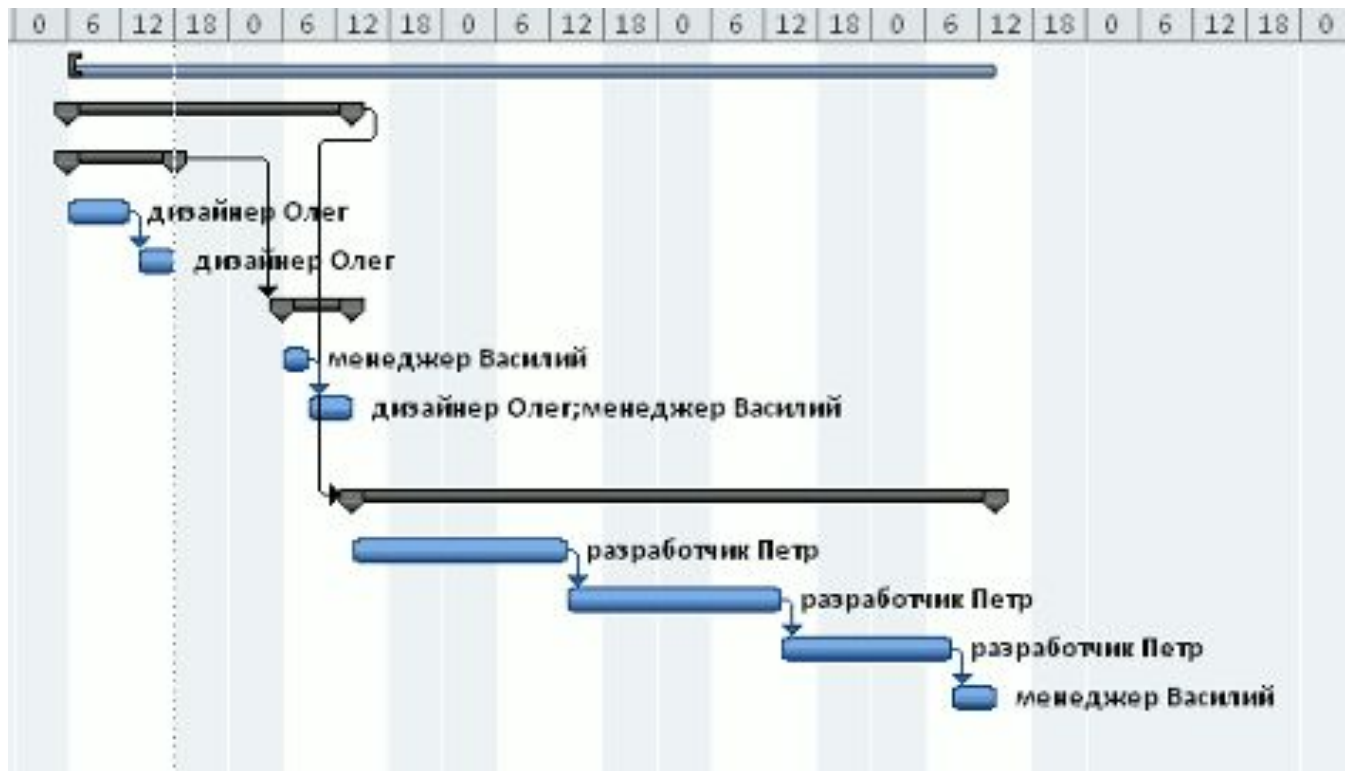 0 6 12 18 0 6 12 18 0 6 12 18 0 6 12 18 0 6 12 18 0 6 12 18 0
дизайнер Олег
дизайнер Олег
менеджер Василий
дизайнер Олег;менеджер Василий
разработчик Петр
разработчик Петр
разработчик Петр
менеджер Василий